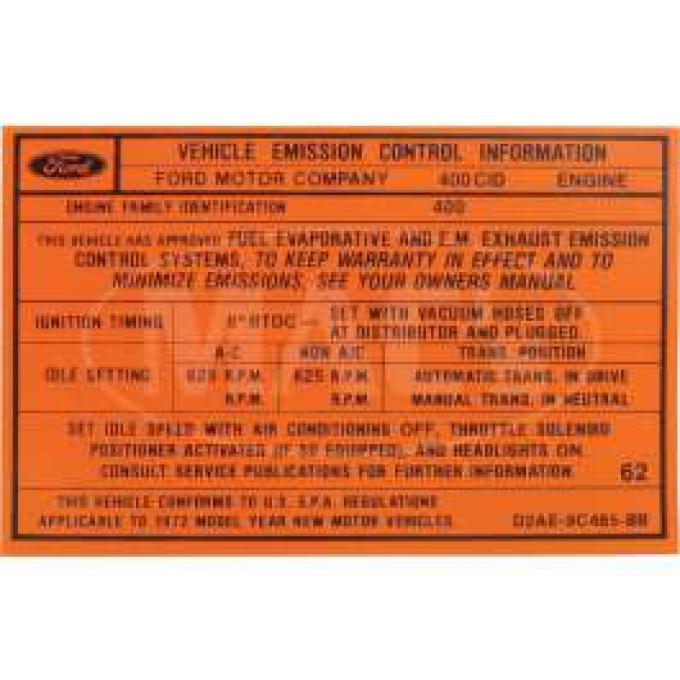 Ford
VEHICLE EMISSION CONTROL INFORMATION
FORD MOTOR COMPANY 400 CID ENGINE
ENGINE FAMILY IDENTIFICATION 400
THIS VEHICLE HAS APPROVED FUEL EVAPORATIVE AND E.M. EXHAUST EMISSION
CONTROL SYSTEMS, TO KEEP WARRANTY IN EFFECT AND TO
MINIMIZE EMISSIONS, SEE YOUR OWNERS MANUAL
IGNITION TIMING BTDC — SET WITH VACUUM HOSES OFF
AT DISTRIBUTOR AND PLUGGED.
A-C NON A/C TRANS. POSITION
IDLE SETTING 625 R.P.M. 625 R.P.M. AUTOMATIC TRANS. IN DRIVE
R.P.M. R.P.M. MANUAL TRANS. IN NEUTRAL
SET IDLE SPEED WITH AIR CONDITIONING OFF, THROTTLE SOLENOID
POSITIONER ACTIVATED (IF SO EQUIPPED), AND HEADLIGHTS ON.
CONSULT SERVICE PUBLICATIONS FOR FURTHER INFORMATION. 62
THIS VEHICLE CONFORMS TO U.S. E.P.A. REGULATIONS
APPLICABLE TO 1972 MODEL YEAR NEW MOTOR VEHICLES. D2AE-9C485-BB